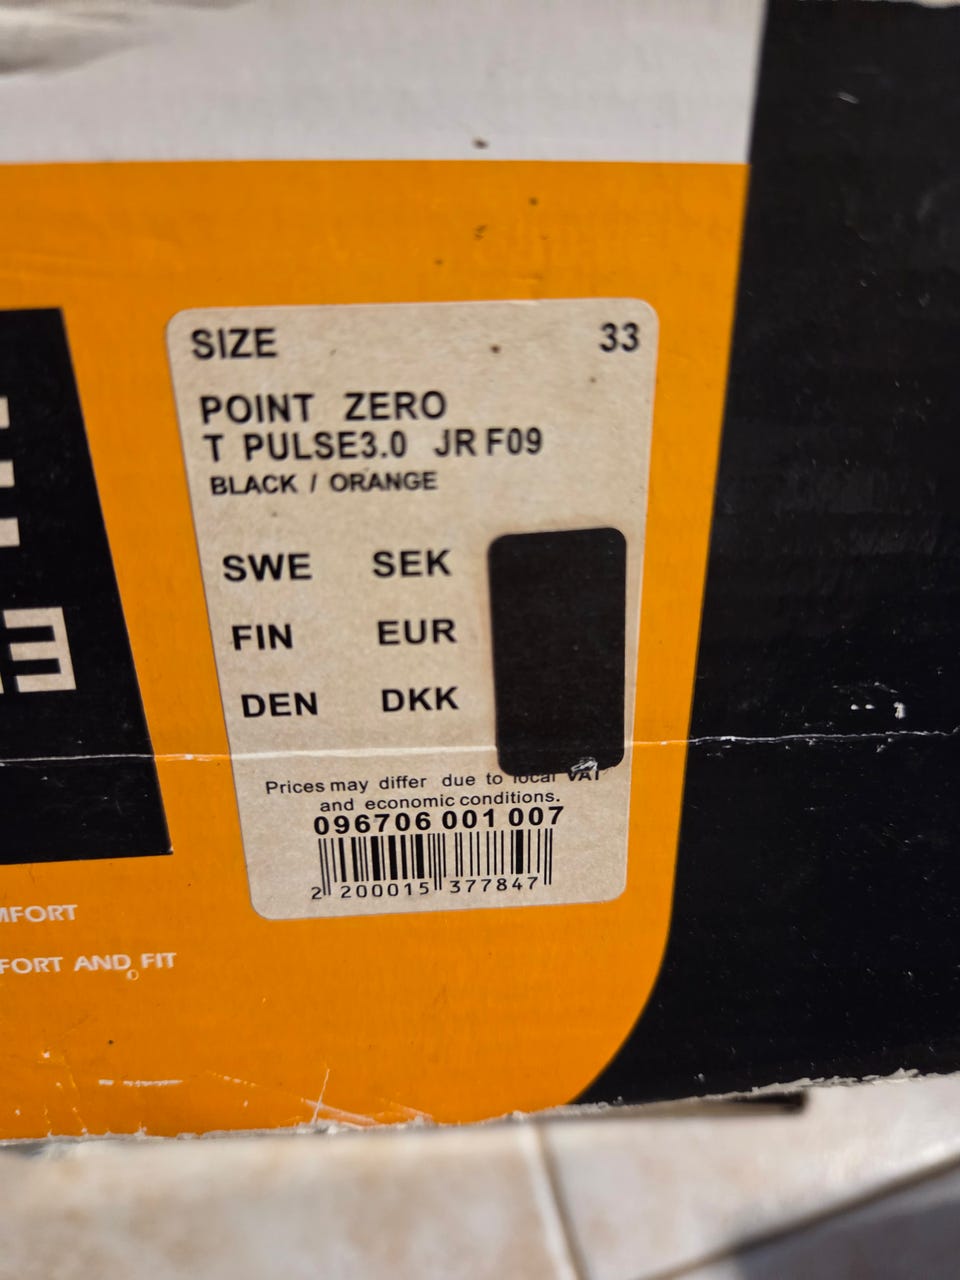 SIZE 33
POINT ZERO
T PULSE3.0 JR F09
BLACK / ORANGE
SWE SEK
FIN EUR
DEN DKK
Prices may differ due to local VAT
and economic conditions.
096706 001 007
2 200015 377847
FORT AND FIT